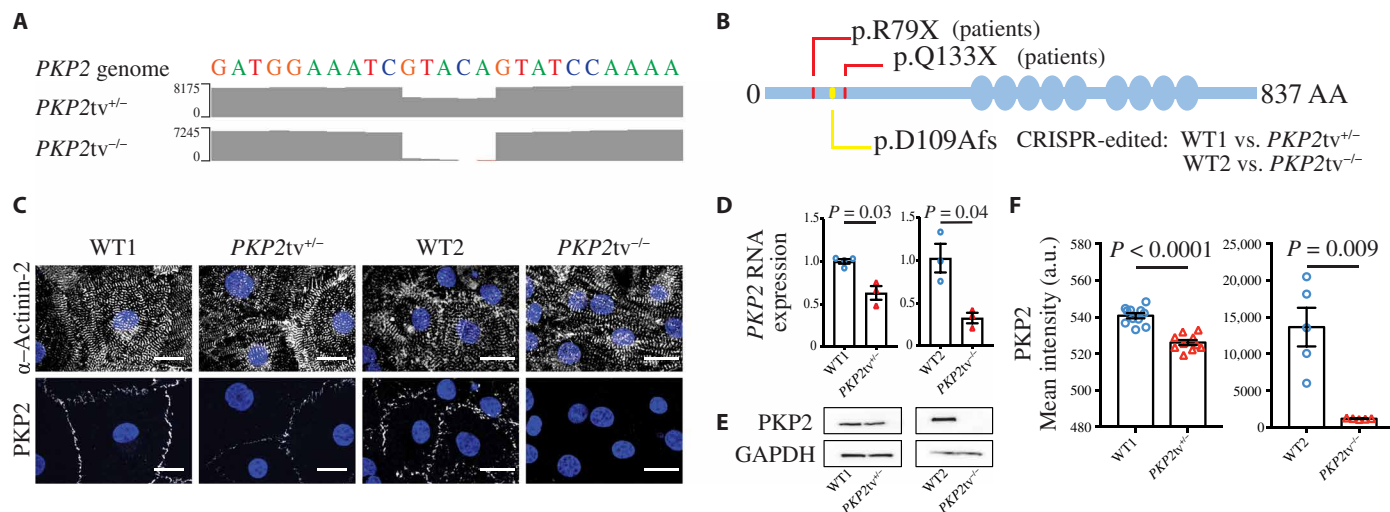 A
PKP2 genome
GATGGAAATCGTACAGTATCCAAAA
PKP2tv+/−
8175
0
PKP2tv−/−
7245
0
B
p.R79X (patients)
p.Q133X (patients)
0
837 AA
p.D109Afs
CRISPR-edited: WT1 vs. PKP2tv+/−
WT2 vs. PKP2tv−/−
C
WT1
PKP2tv+/−
WT2
PKP2tv−/−
α–Actinin-2
PKP2
D
PKP2 RNA
expression
P = 0.03
1.5
1.0
0.5
0
WT1
PKP2tv+/−
P = 0.04
1.5
1.0
0.5
0
WT2
PKP2tv−/−
E
PKP2
GAPDH
WT1
PKP2tv+/−
WT2
PKP2tv−/−
F
PKP2
Mean intensity (a.u.)
P < 0.0001
580
560
540
520
500
480
WT1
PKP2tv+/−
P = 0.009
25,000
20,000
15,000
10,000
5000
0
WT2
PKP2tv−/−